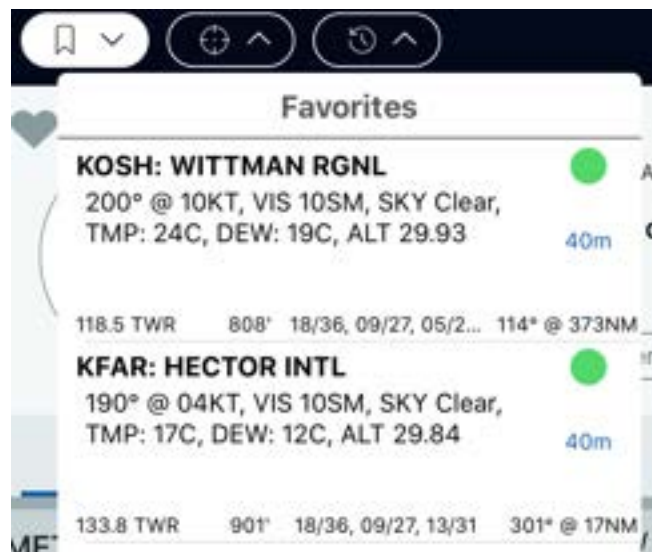 Favorites
KOSH: WITTMAN RGNL
200° @ 10KT, VIS 10SM, SKY Clear,
TMP: 24C, DEW: 19C, ALT 29.93
40m
118.5 TWR 808' 18/36, 09/27, 05/2... 114° @ 373NM
KFAR: HECTOR INTL
190° @ 04KT, VIS 10SM, SKY Clear,
TMP: 17C, DEW: 12C, ALT 29.84
40m
133.8 TWR 901' 18/36, 09/27, 13/31 301° @ 17NM